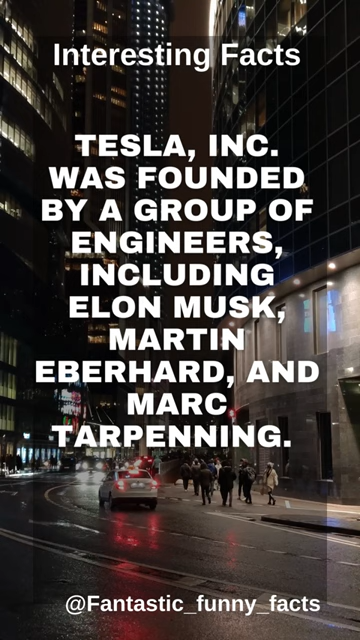 Interesting Facts
TESLA, INC.
WAS FOUNDED
BY A GROUP OF
ENGINEERS,
INCLUDING
ELON MUSK,
MARTIN
EBERHARD, AND
MARC
TARPENNING.
@Fantastic_funny_facts